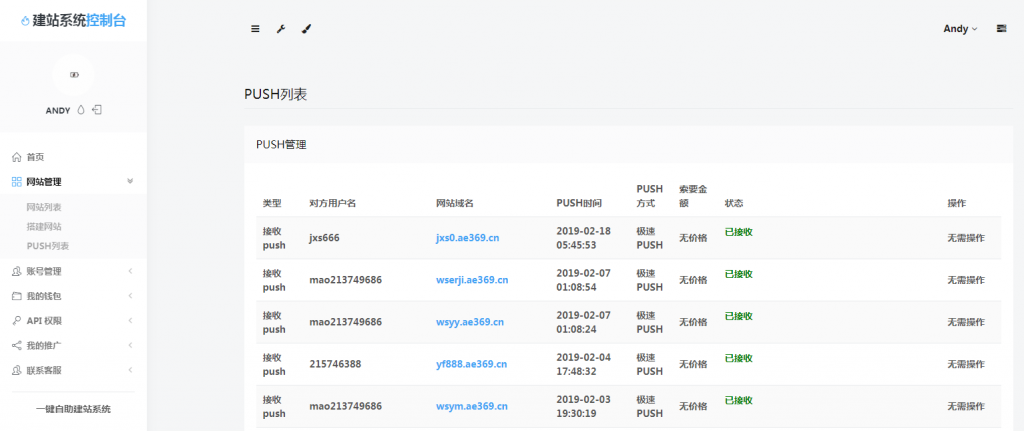 建站系统控制台
Andy
ANDY
首页
网站管理
网站列表
搭建网站
PUSH列表
账号管理
我的钱包
API 权限
我的推广
联系客服
一键自助建站系统
PUSH列表
PUSH管理
类型 对方用户名 网站域名 PUSH时间 PUSH方式 索要金额 状态 操作
接收push jxs666 jxs0.ae369.cn 2019-02-18 05:45:53 极速PUSH 无价格 已接收 无需操作
接收push mao213749686 wserji.ae369.cn 2019-02-07 01:08:54 极速PUSH 无价格 已接收 无需操作
接收push mao213749686 wsyy.ae369.cn 2019-02-07 01:08:24 极速PUSH 无价格 已接收 无需操作
接收push 215746388 yf888.ae369.cn 2019-02-04 17:48:32 极速PUSH 无价格 已接收 无需操作
接收push mao213749686 wsym.ae369.cn 2019-02-03 19:30:19 极速PUSH 无价格 已接收 无需操作